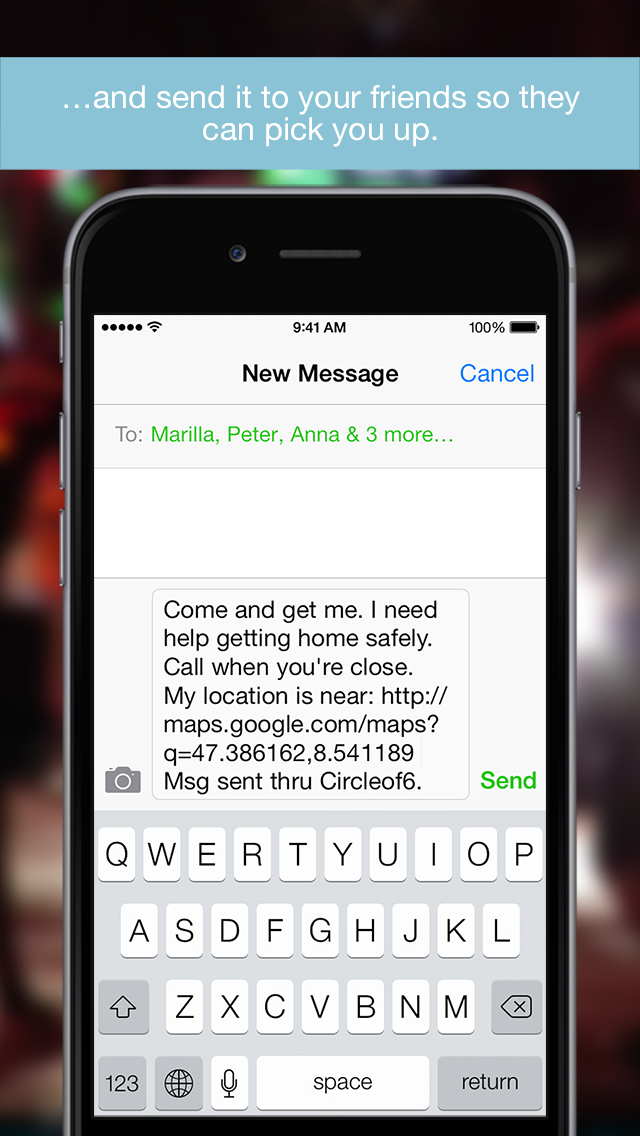 ...and send it to your friends so they
can pick you up.
9:41 AM
100%
New Message
Cancel
To: Marilla, Peter, Anna & 3 more...
Come and get me. I need
help getting home safely.
Call when you're close.
My location is near: http://
maps.google.com/maps?
q=47.386162,8.541189
Msg sent thru Circleof6.
Send
Q W E R T Y U I O P
A S D F G H J K L
Z X C V B N M
123
space
return